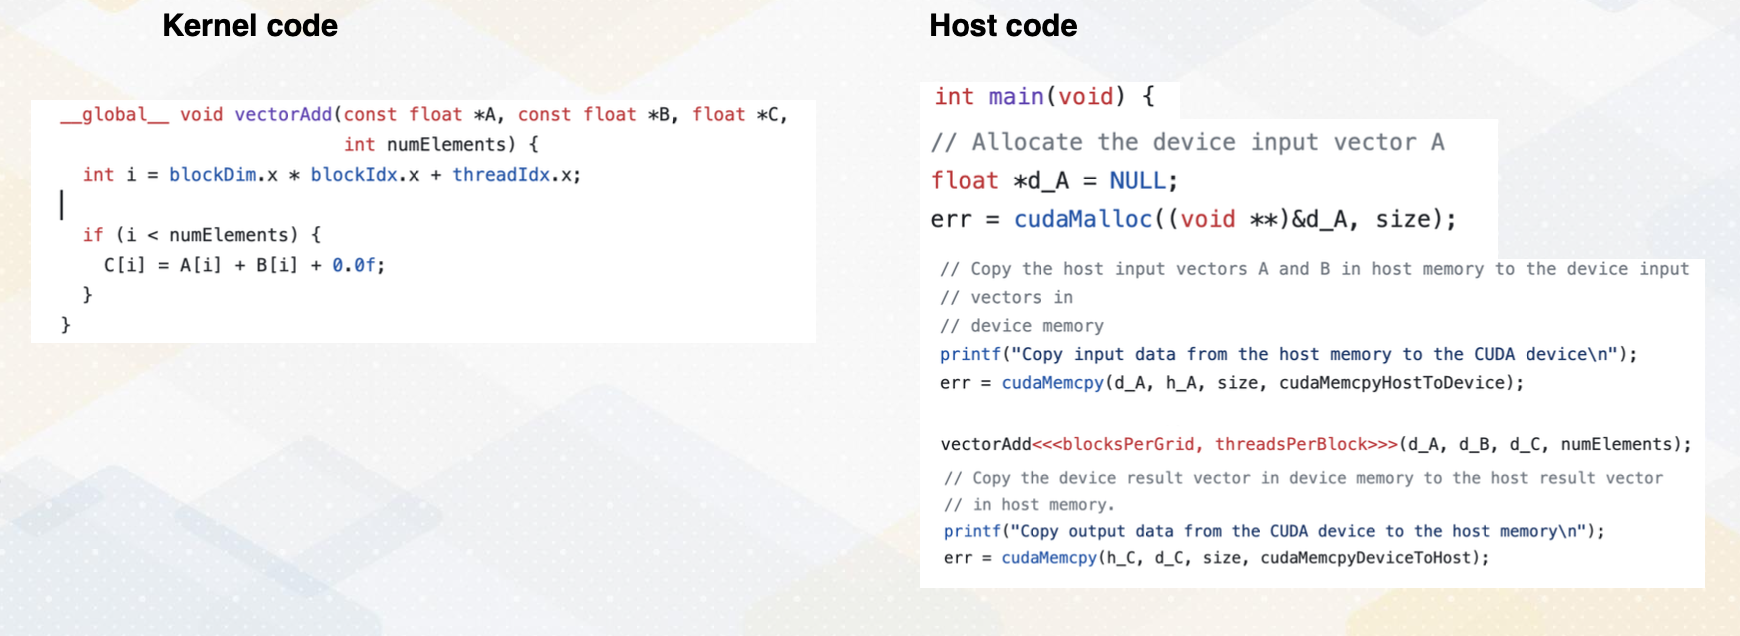 Kernel code
__global__ void vectorAdd(const float *A, const float *B, float *C,
int numElements) {
int i = blockDim.x * blockIdx.x + threadIdx.x;
if (i < numElements) {
C[i] = A[i] + B[i] + 0.0f;
}
}
Host code
int main(void) {
// Allocate the device input vector A
float *d_A = NULL;
err = cudaMalloc((void **)&d_A, size);
// Copy the host input vectors A and B in host memory to the device input
// vectors in
// device memory
printf("Copy input data from the host memory to the CUDA device\n");
err = cudaMemcpy(d_A, h_A, size, cudaMemcpyHostToDevice);
vectorAdd<<<blocksPerGrid, threadsPerBlock>>>(d_A, d_B, d_C, numElements);
// Copy the device result vector in device memory to the host result vector
// in host memory.
printf("Copy output data from the CUDA device to the host memory\n");
err = cudaMemcpy(h_C, d_C, size, cudaMemcpyDeviceToHost);